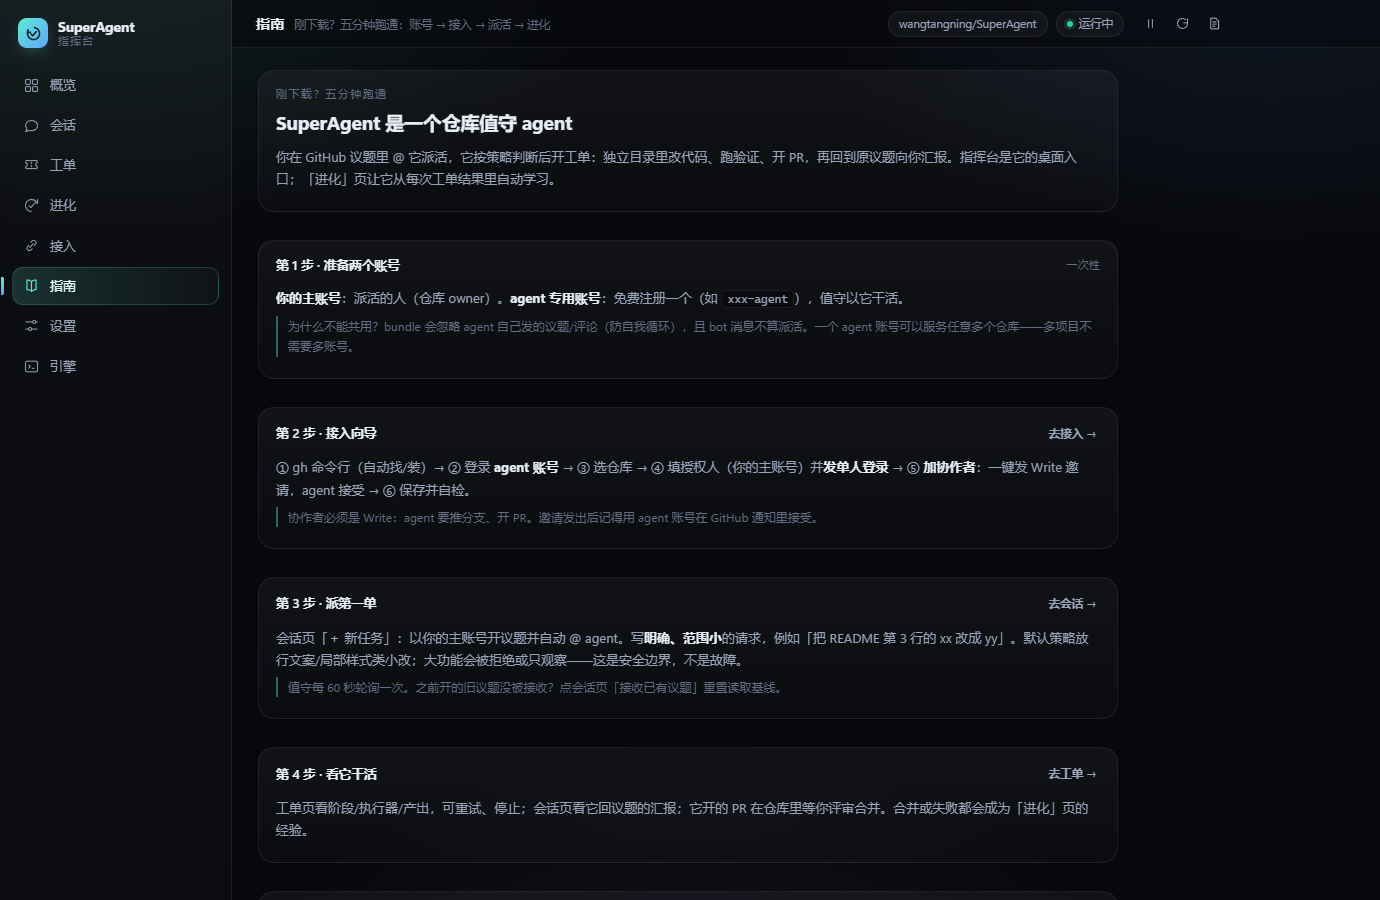 SuperAgent
指挥台
概览
会话
工单
进化
接入
指南
设置
引擎
指南 刚下载？五分钟跑通：账号 → 接入 → 派活 → 进化
wangtangning/SuperAgent 运行中
刚下载？五分钟跑通
SuperAgent 是一个仓库值守 agent
你在 GitHub 议题里 @ 它派活，它按策略判断后开工单：独立目录里改代码、跑验证、开 PR，再回到原议题向你汇报。指挥台是它的桌面入
口；「进化」页让它从每次工单结果里自动学习。
第 1 步 · 准备两个账号 一次性
你的主账号：派活的人（仓库 owner）。agent 专用账号：免费注册一个（如 xxx-agent），值守以它干活。
为什么不能共用？bundle 会忽略 agent 自己发的议题/评论（防自我循环），且 bot 消息不算派活。一个 agent 账号可以服务任意多个仓库——多项目不
需要多账号。
第 2 步 · 接入向导 去接入 →
① gh 命令行（自动找/装）→ ② 登录 agent 账号 → ③ 选仓库 → ④ 填授权人（你的主账号）并发单人登录 → ⑤ 加协作者：一键发 Write 邀
请，agent 接受 → ⑥ 保存并自检。
协作者必须是 Write：agent 要推分支、开 PR。邀请发出后记得用 agent 账号在 GitHub 通知里接受。
第 3 步 · 派第一单 去会话 →
会话页「＋ 新任务」：以你的主账号开议题并自动 @ agent。写明确、范围小的请求，例如「把 README 第 3 行的 xx 改成 yy」。默认策略放
行文案/局部样式类小改；大功能会被拒绝或只观察——这是安全边界，不是故障。
值守每 60 秒轮询一次。之前开的旧议题没被接收？点会话页「接收已有议题」重置读取基线。
第 4 步 · 看它干活 去工单 →
工单页看阶段/执行器/产出，可重试、停止；会话页看它回议题的汇报；它开的 PR 在仓库里等你评审合并。合并或失败都会成为「进化」页的
经验。